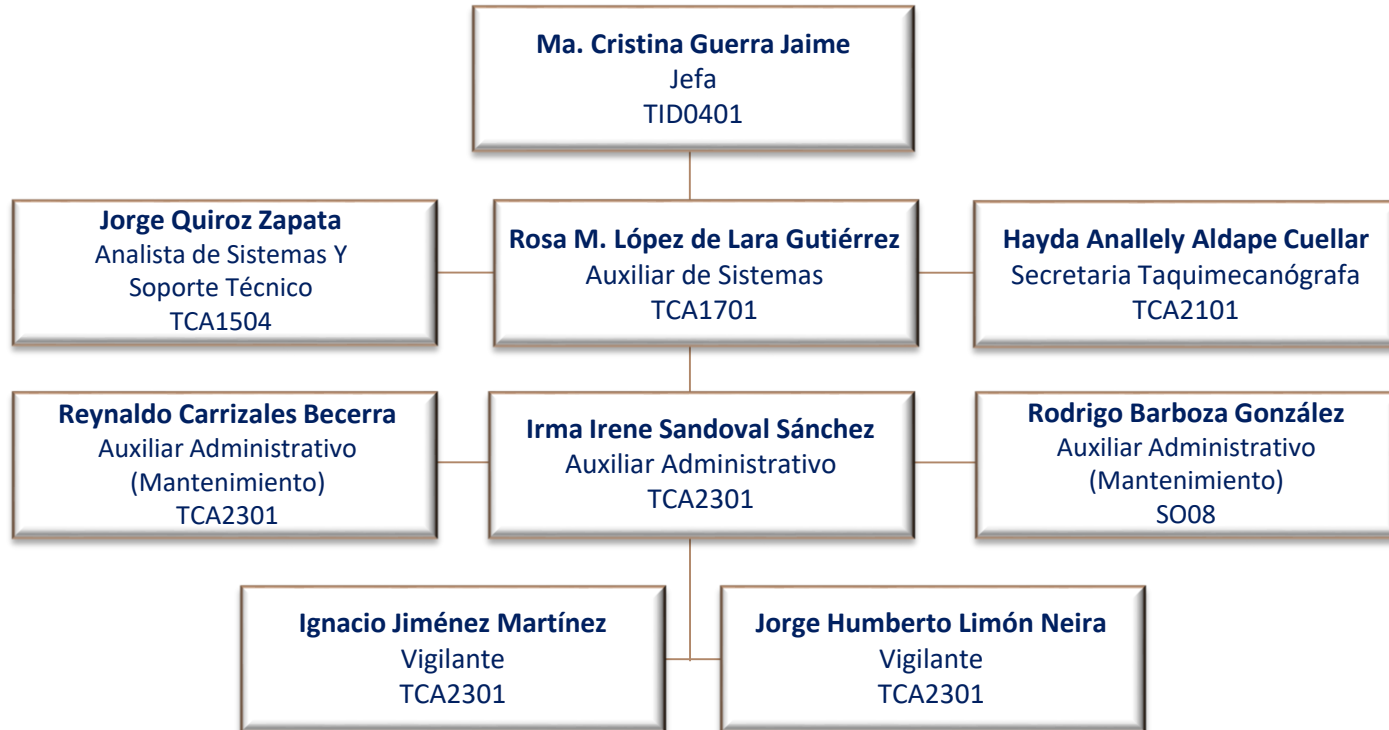 Ma. Cristina Guerra Jaime
Jefa
TID0401
Jorge Quiroz Zapata
Analista de Sistemas Y
Soporte Técnico
TCA1504
Rosa M. López de Lara Gutiérrez
Auxiliar de Sistemas
TCA1701
Hayda Anallely Aldape Cuellar
Secretaria Taquimecanógrafa
TCA2101
Reynaldo Carrizales Becerra
Auxiliar Administrativo
(Mantenimiento)
TCA2301
Irma Irene Sandoval Sánchez
Auxiliar Administrativo
TCA2301
Rodrigo Barboza González
Auxiliar Administrativo
(Mantenimiento)
SO08
Ignacio Jiménez Martínez
Vigilante
TCA2301
Jorge Humberto Limón Neira
Vigilante
TCA2301